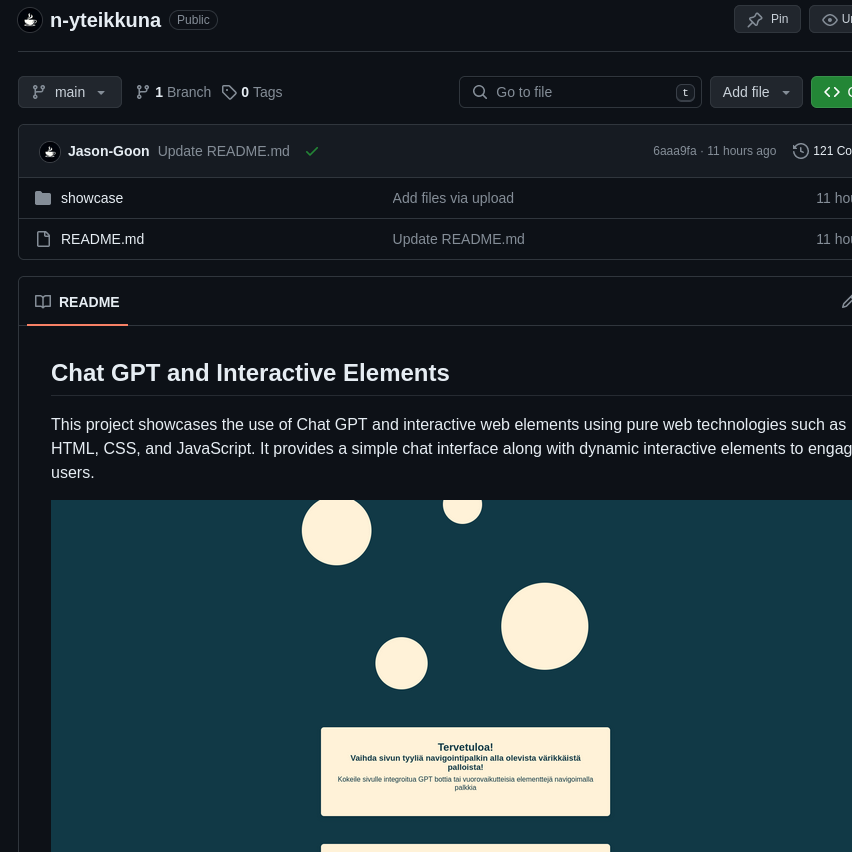 n-yteikkuna Public Pin
main 1 Branch 0 Tags Go to file t Add file
Jason-Goon Update README.md 6aaa9fa · 11 hours ago 121
showcase Add files via upload 11
README.md Update README.md 11
README
Chat GPT and Interactive Elements
This project showcases the use of Chat GPT and interactive web elements using pure web technologies such as
HTML, CSS, and JavaScript. It provides a simple chat interface along with dynamic interactive elements to engag
users.
Tervetuloa!
Vaihda sivun tyyliä navigointipalkin alla olevista värikkäistä
palloista!
Kokeile sivulle integroitua GPT bottia tai vuorovaikutteisia elementtejä navigoimalla
palkkia